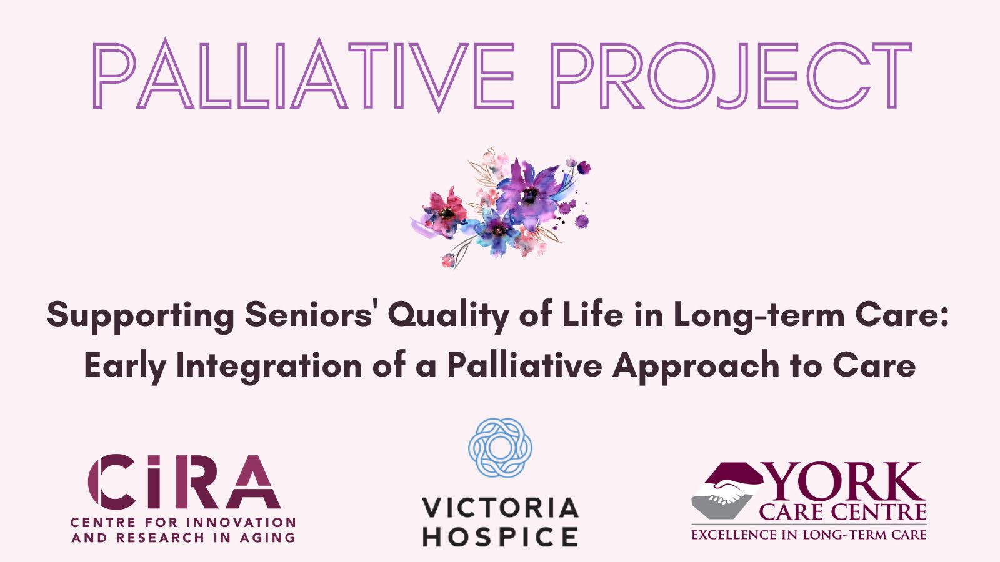 PALLIATIVE PROJECT
Supporting Seniors' Quality of Life in Long-term Care:
Early Integration of a Palliative Approach to Care
CiRA
CENTRE FOR INNOVATION
AND RESEARCH IN AGING
VICTORIA
HOSPICE
YORK
CARE CENTRE
EXCELLENCE IN LONG-TERM CARE